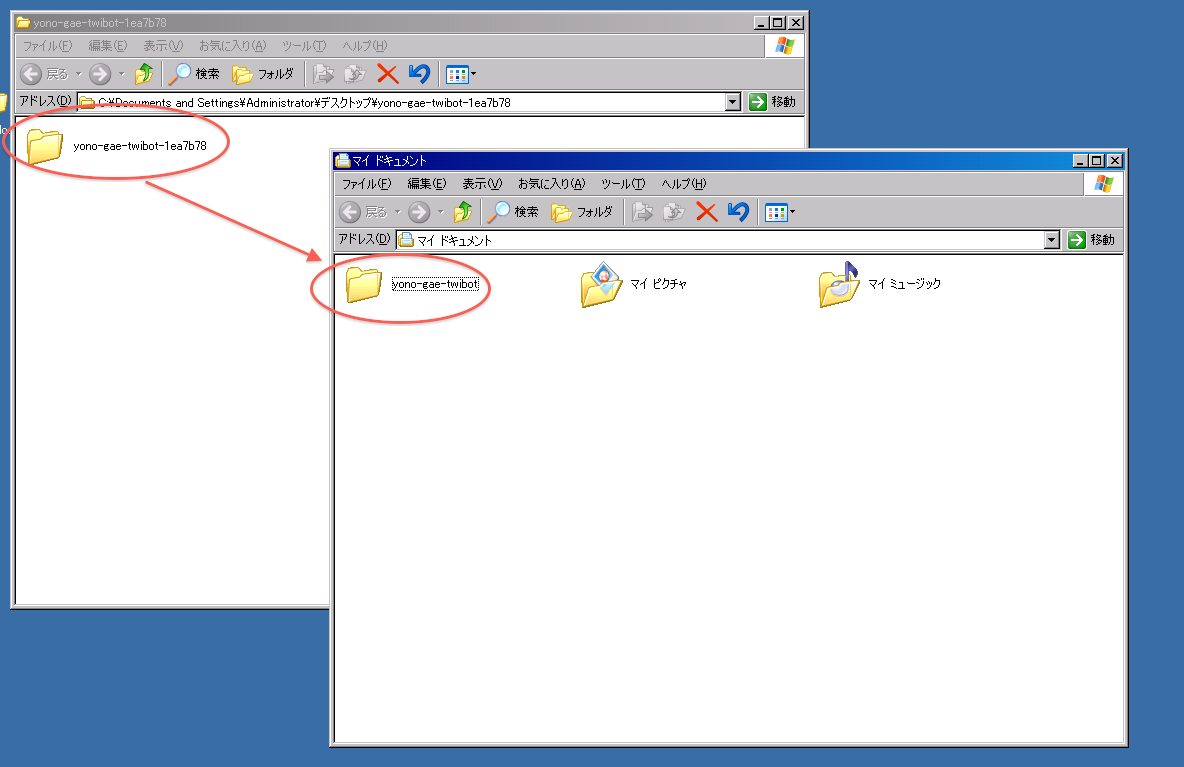 yono-gae-twibot-1ea7b78
ファイル(F) 編集(E) 表示(V) お気に入り(A) ツール(T) ヘルプ(H)
戻る 検索 フォルダ
アドレス(D) C:¥Documents and Settings¥Administrator¥デスクトップ¥yono-gae-twibot-1ea7b78 移動
yono-gae-twibot-1ea7b78
マイ ドキュメント
ファイル(F) 編集(E) 表示(V) お気に入り(A) ツール(T) ヘルプ(H)
戻る 検索 フォルダ
アドレス(D) マイ ドキュメント 移動
yono-gae-twibot マイ ピクチャ マイ ミュージック